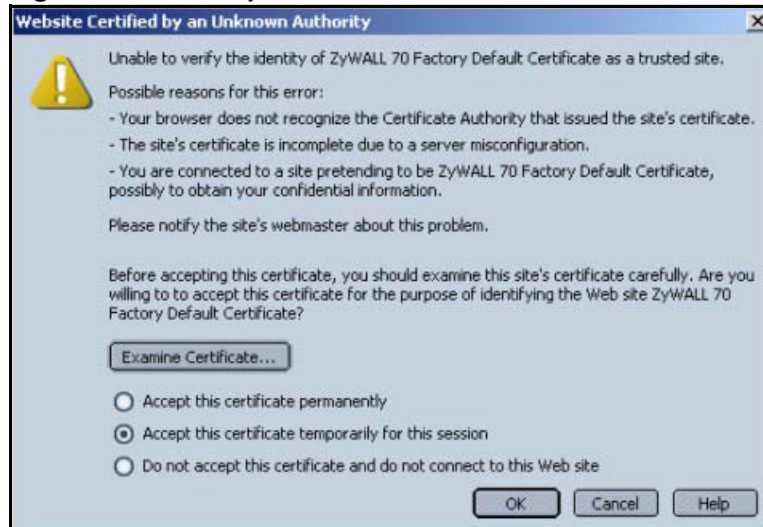 Website Certified by an Unknown Authority
Unable to verify the identity of ZyWALL 70 Factory Default Certificate as a trusted site.
Possible reasons for this error:
- Your browser does not recognize the Certificate Authority that issued the site's certificate.
- The site's certificate is incomplete due to a server misconfiguration.
- You are connected to a site pretending to be ZyWALL 70 Factory Default Certificate,
possibly to obtain your confidential information.
Please notify the site's webmaster about this problem.
Before accepting this certificate, you should examine this site's certificate carefully. Are you
willing to to accept this certificate for the purpose of identifying the Web site ZyWALL 70
Factory Default Certificate?
Examine Certificate...
Accept this certificate permanently
Accept this certificate temporarily for this session
Do not accept this certificate and do not connect to this Web site
OK Cancel Help